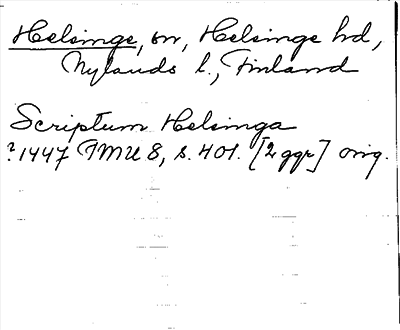 Helsinge, sn, Helsinge hd,
Nylands l., Finland
Scriptum Helsinga
?1447 FMU 8, s. 401. [2 ggr] orig.